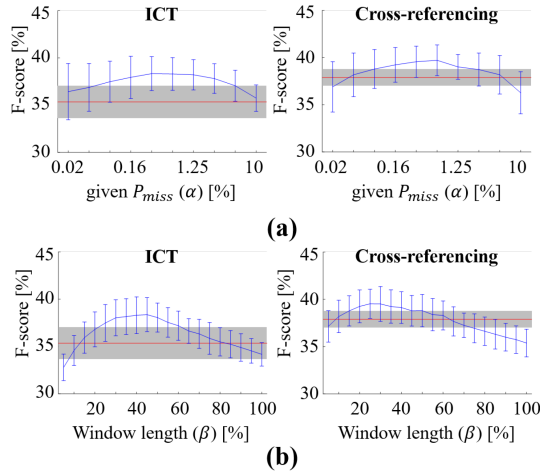 ICT Cross-referencing
F-score [%] F-score [%]
45 45
40 40
35 35
30 30
0.02 0.16 1.25 10 0.02 0.16 1.25 10
given P_miss (α) [%] given P_miss (α) [%]
(a)
ICT Cross-referencing
F-score [%] F-score [%]
45 45
40 40
35 35
30 30
20 40 60 80 100 20 40 60 80 100
Window length (β) [%] Window length (β) [%]
(b)